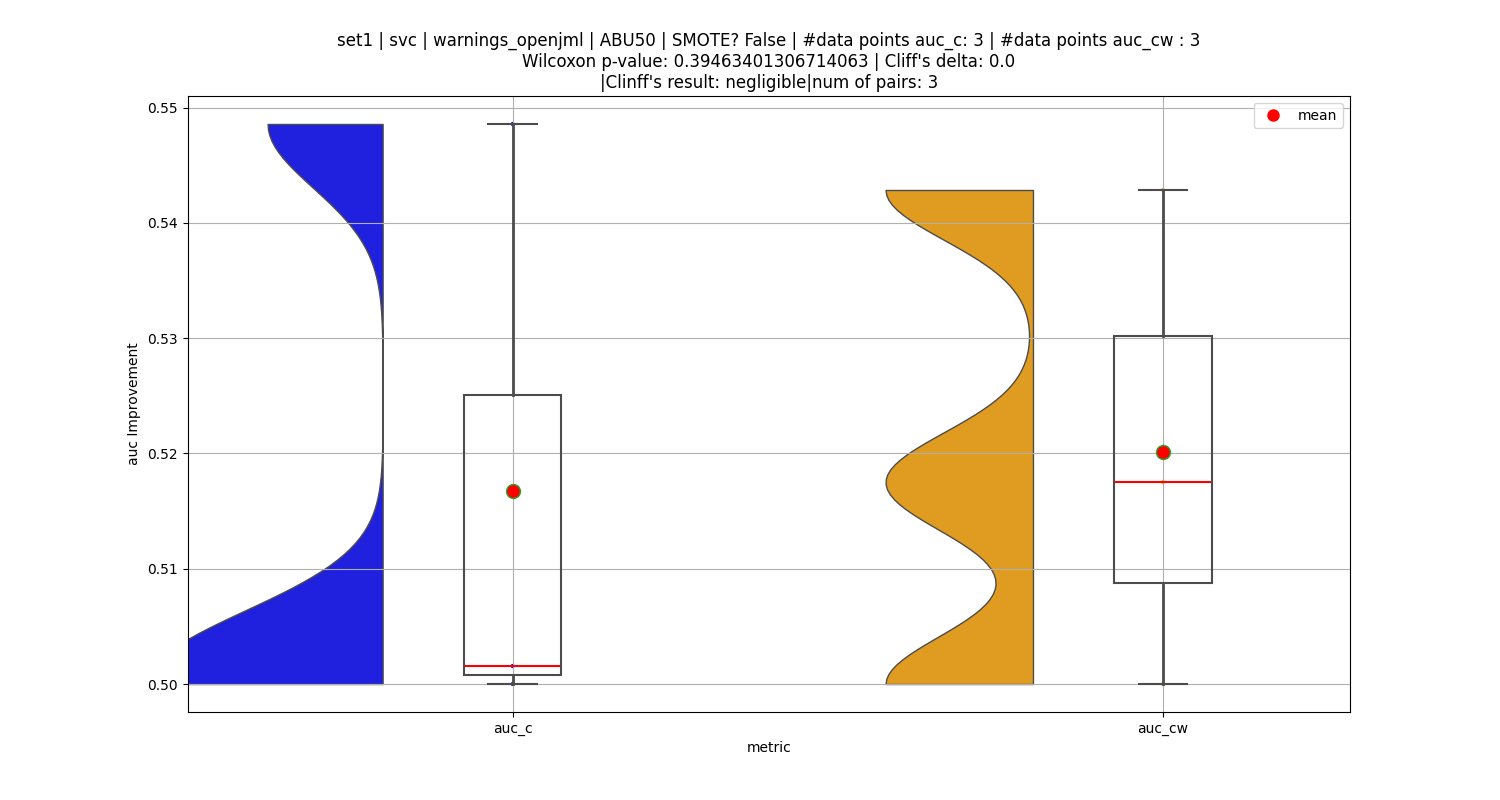 set1 | svc | warnings_openjml | ABU50 | SMOTE? False | #data points auc_c: 3 | #data points auc_cw : 3
Wilcoxon p-value: 0.39463401306714063 | Cliff's delta: 0.0
|Clinff's result: negligible|num of pairs: 3
mean
0.55
0.54
0.53
0.52
0.51
0.50
auc Improvement
auc_c
auc_cw
metric